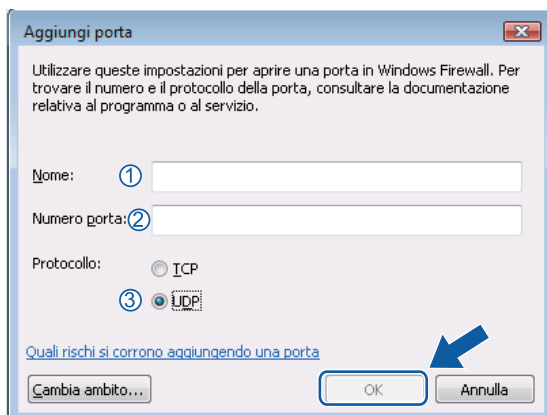 Aggiungi porta
Utilizzare queste impostazioni per aprire una porta in Windows Firewall. Per
trovare il numero e il protocollo della porta, consultare la documentazione
relativa al programma o al servizio.
Nome: ①
Numero porta: ②
Protocollo:
TCP
③ UDP
Quali rischi si corrono aggiungendo una porta
Cambia ambito...
OK
Annulla